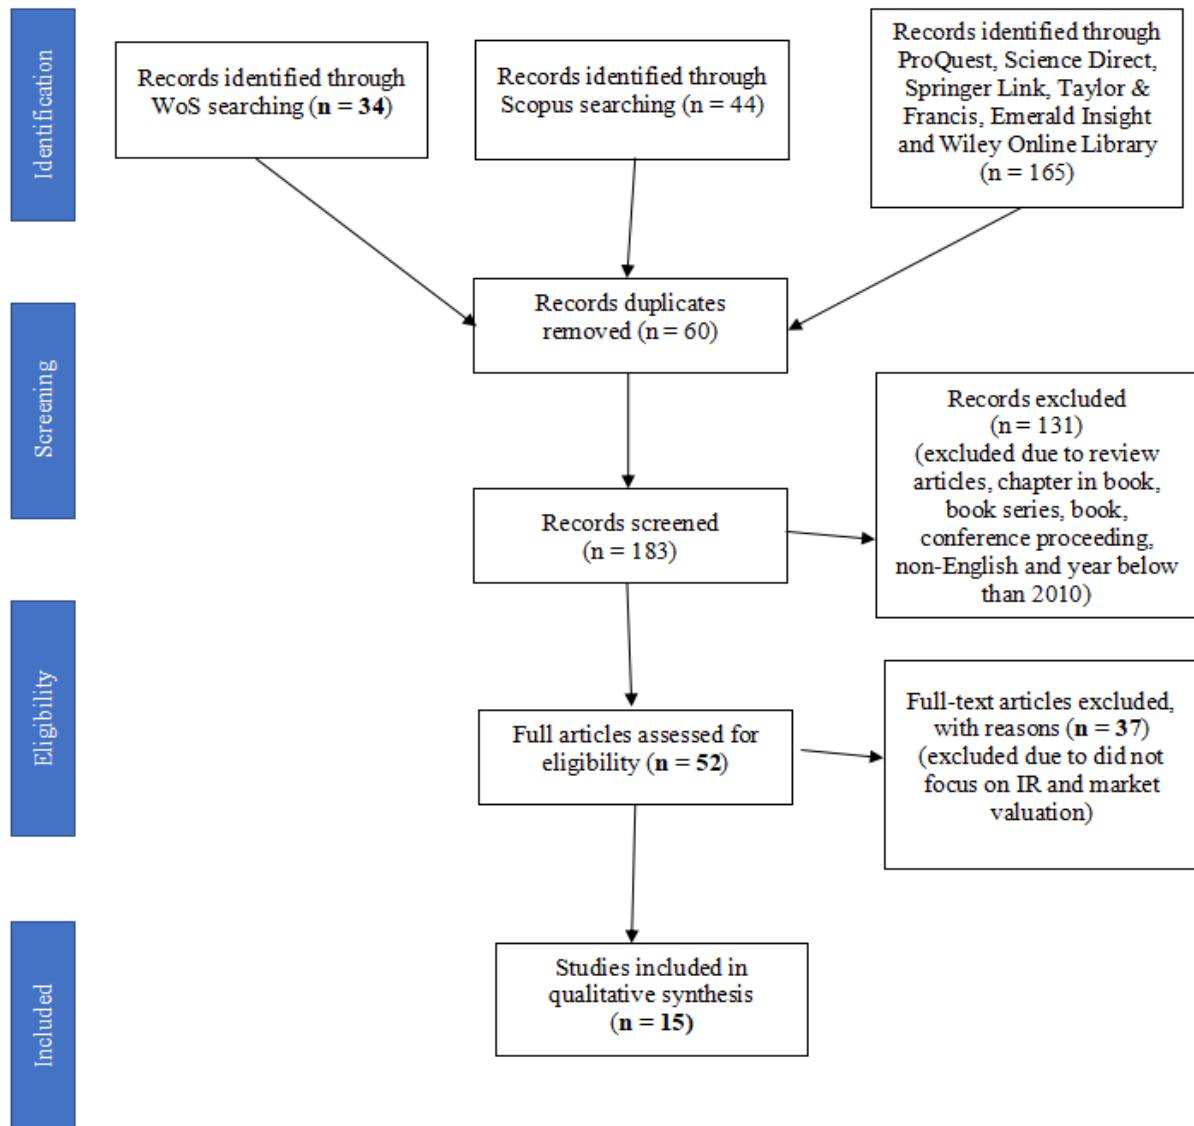 Identification
Records identified through
WoS searching (n = 34)
Records identified through
Scopus searching (n = 44)
Records identified through
ProQuest, Science Direct,
Springer Link, Taylor &
Francis, Emerald Insight
and Wiley Online Library
(n = 165)
Screening
Records duplicates
removed (n = 60)
Records screened
(n = 183)
Records excluded
(n = 131)
(excluded due to review
articles, chapter in book,
book series, book,
conference proceeding,
non-English and year below
than 2010)
Eligibility
Full articles assessed for
eligibility (n = 52)
Full-text articles excluded,
with reasons (n = 37)
(excluded due to did not
focus on IR and market
valuation)
Included
Studies included in
qualitative synthesis
(n = 15)